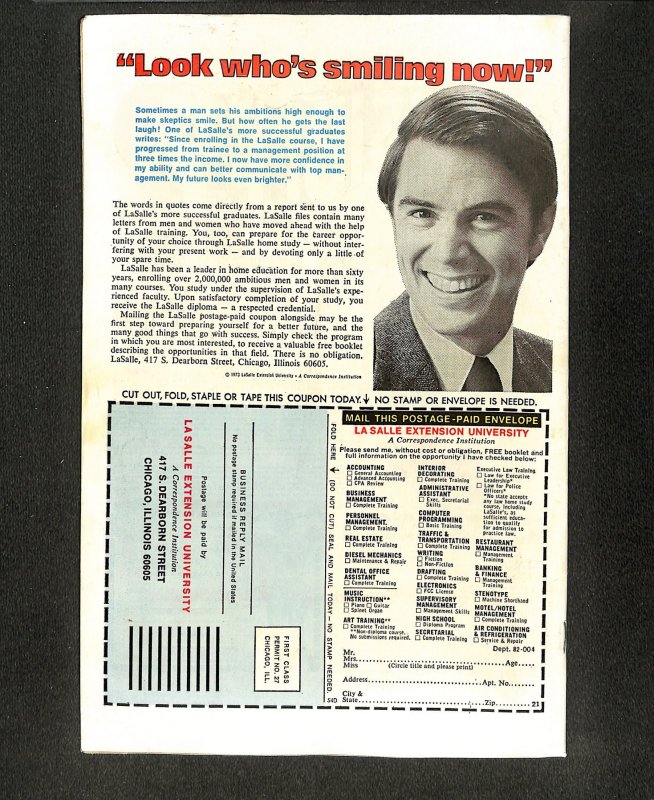 “Look who’s smiling now!”
Sometimes a man sets his ambitions high enough to
make skeptics smile. But how often he gets the last
laugh! One of LaSalle's more successful graduates
writes: "Since enrolling in the LaSalle course, I have
progressed from trainee to a management position at
three times the income. I now have more confidence in
my ability and can better communicate with top man-
agement. My future looks even brighter."
The words in quotes come directly from a report sent to us by one
of LaSalle's more successful graduates. LaSalle files contain many
letters from men and women who have moved ahead with the help
of LaSalle training. You, too, can prepare for the career oppor-
tunity of your choice through LaSalle home study — without inter-
fering with your present work — and by devoting only a little of
your spare time.
LaSalle has been a leader in home education for more than sixty
years, enrolling over 2,000,000 ambitious men and women in its
many courses. You study under the supervision of LaSalle's expe-
rienced faculty. Upon satisfactory completion of your study, you
receive the LaSalle diploma — a respected credential.
Mailing the LaSalle postage-paid coupon alongside may be the
first step toward preparing yourself for a better future, and the
many good things that go with success. Simply check the program
in which you are most interested, to receive a valuable free booklet
describing the opportunities in that field. There is no obligation.
LaSalle, 417 S. Dearborn Street, Chicago, Illinois 60605.
© 1973 LaSalle Extension University • A Correspondence Institution
CUT OUT, FOLD, STAPLE OR TAPE THIS COUPON TODAY. NO STAMP OR ENVELOPE IS NEEDED.
BUSINESS REPLY MAIL
No postage stamp required if mailed in the United States
Postage will be paid by
LA SALLE EXTENSION UNIVERSITY
A Correspondence Institution
417 S. DEARBORN STREET
CHICAGO, ILLINOIS 60605
FIRST CLASS
PERMIT NO. 27
CHICAGO, ILL.
FOLD HERE (DO NOT CUT) SEAL AND MAIL TODAY — NO STAMP NEEDED.
540
MAIL THIS POSTAGE-PAID ENVELOPE
LA SALLE EXTENSION UNIVERSITY
A Correspondence Institution
Please send me, without cost or obligation, FREE booklet and
full information on the opportunity I have checked below:
ACCOUNTING
General Accounting
Advanced Accounting
CPA Review
BUSINESS
MANAGEMENT
Complete Training
PERSONNEL
MANAGEMENT
Complete Training
REAL ESTATE
Complete Training
DIESEL MECHANICS
Maintenance & Repair
DENTAL OFFICE
ASSISTANT
Complete Training
MUSIC
INSTRUCTION**
Piano Guitar
Spinet Organ
ART TRAINING**
Complete Training
**Non-diploma course.
No submissions required.
INTERIOR
DECORATING
Complete Training
ADMINISTRATIVE
ASSISTANT
Exec. Secretarial
Skills
COMPUTER
PROGRAMMING
Basic Training
TRAFFIC &
TRANSPORTATION
Complete Training
WRITING
Fiction
Non-Fiction
DRAFTING
Complete Training
ELECTRONICS
FCC License
SUPERVISORY
MANAGEMENT
Management Skills
HIGH SCHOOL
Diploma Program
SECRETARIAL
Complete Training
Executive Law Training
Law for Executive
Leadership*
Law for Police
Officers*
*No state accepts
any law home study
course, including
LaSalle's, as
sufficient educa-
tion to qualify
for admission to
practice law.
RESTAURANT
MANAGEMENT
Management
Training
BANKING
& FINANCE
Management
Training
STENOTYPE
Machine Shorthand
MOTEL/HOTEL
MANAGEMENT
Complete Training
AIR CONDITIONING
& REFRIGERATION
Service & Repair
Dept. 82-004
Mr.
Mrs. Age
Miss (Circle title and please print)
Address Apt. No.
City &
State Zip 21